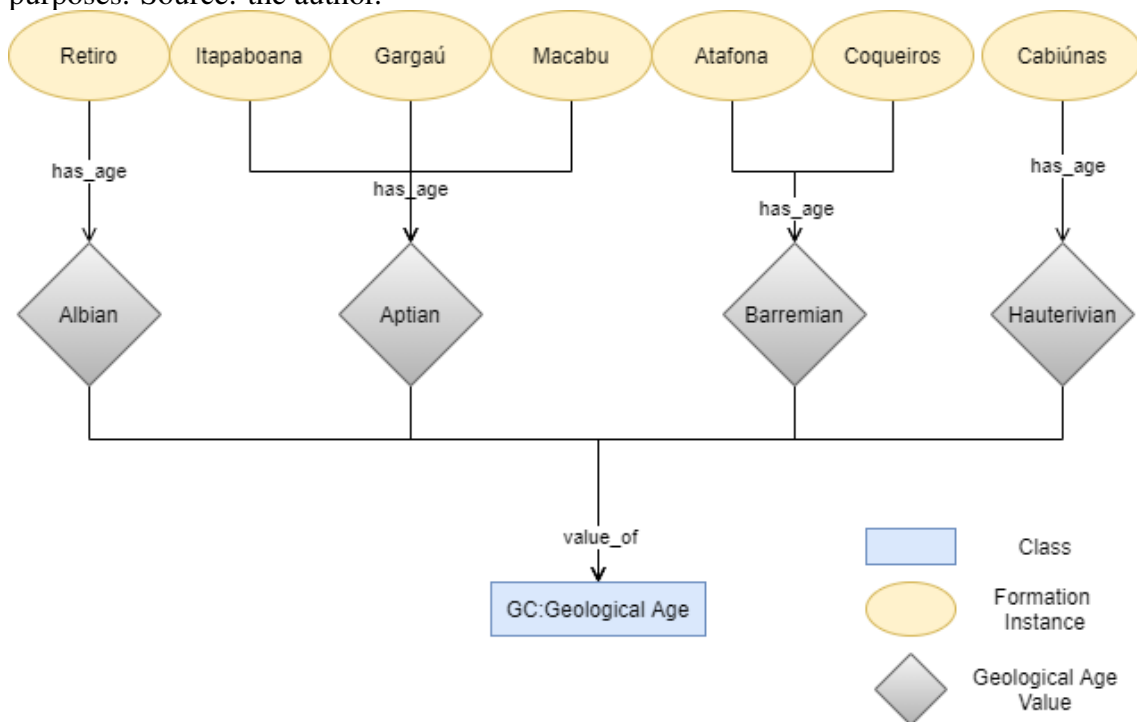 purposes. Source: the author.
Retiro
Itapaboana
Gargaú
Macabu
Atafona
Coqueiros
Cabiúnas
has_age
has_age
has_age
has_age
Albian
Aptian
Barremian
Hauterivian
value_of
GC:Geological Age
Class
Formation
Instance
Geological Age
Value